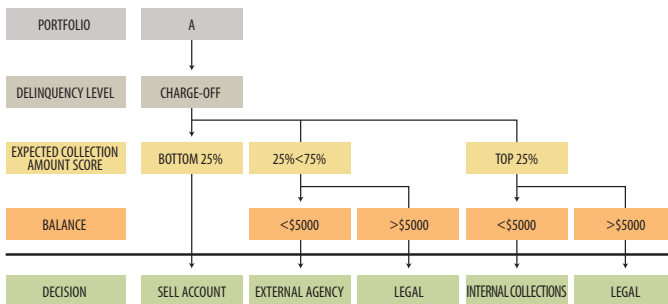 PORTFOLIO
A
DELINQUENCY LEVEL
CHARGE-OFF
EXPECTED COLLECTION
AMOUNT SCORE
BOTTOM 25%
25%<75%
TOP 25%
BALANCE
<$5000
>$5000
<$5000
>$5000
DECISION
SELL ACCOUNT
EXTERNAL AGENCY
LEGAL
INTERNAL COLLECTIONS
LEGAL